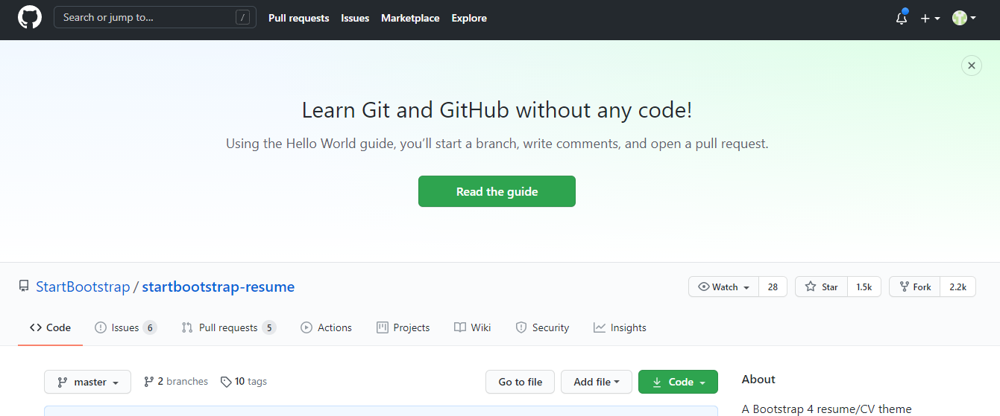 Search or jump to... / Pull requests Issues Marketplace Explore
Learn Git and GitHub without any code!
Using the Hello World guide, you’ll start a branch, write comments, and open a pull request.
Read the guide
StartBootstrap / startbootstrap-resume Watch 28 Star 1.5k Fork 2.2k
Code Issues 6 Pull requests 5 Actions Projects Wiki Security Insights
master 2 branches 10 tags Go to file Add file Code About
A Bootstrap 4 resume/CV theme